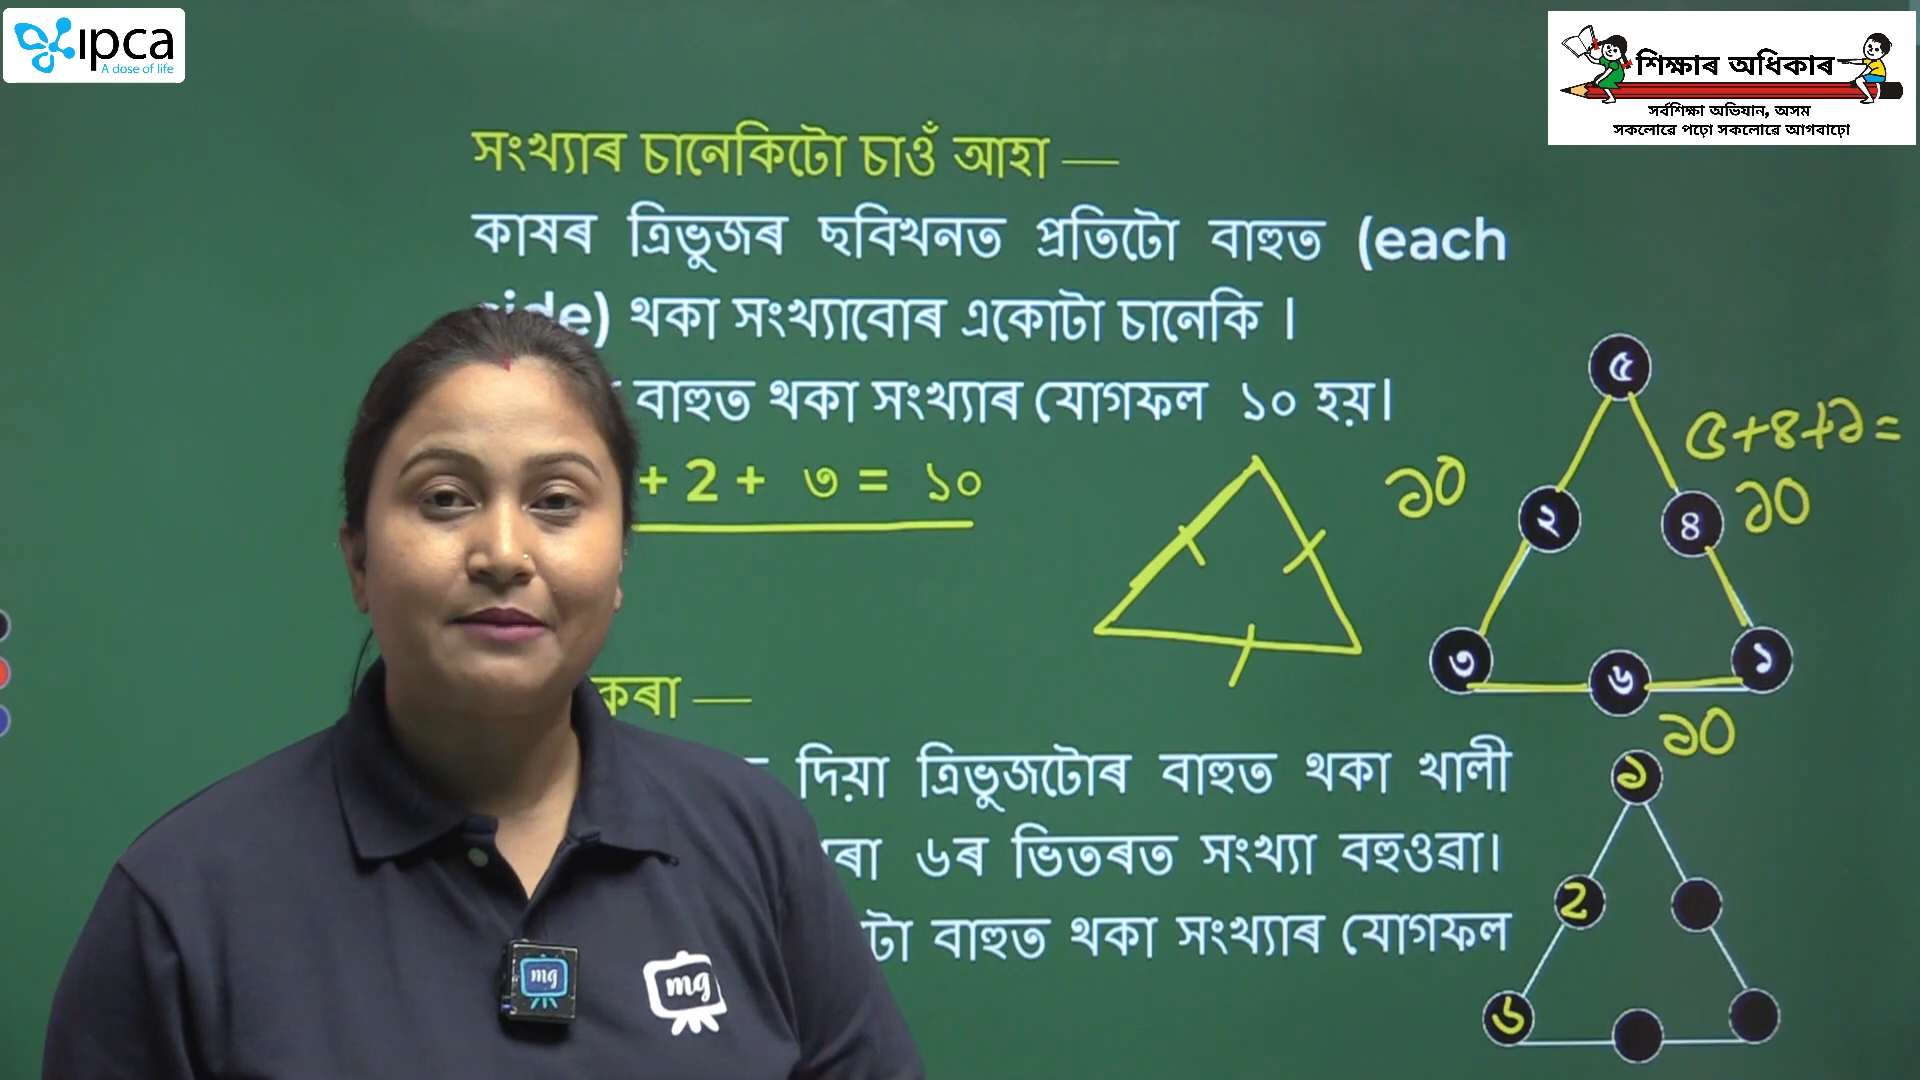 ipca
A dose of life
শিক্ষাৰ অধিকাৰ
সৰ্বশিক্ষা অভিযান, অসম
সকলোৱে পঢ়ো সকলোৱে আগবাঢ়ো
সংখ্যাৰ চানেকিটো চাওঁ আহা —
কাষৰ ত্ৰিভুজৰ ছবিখনত প্ৰতিটো বাহুত (each
side) থকা সংখ্যাবোৰ একোটা চানেকি ।
বাহুত থকা সংখ্যাৰ যোগফল ১০ হয়।
+ 2 + ৩ = ১০
৫
৫+৪+১=
১০
২
৪
১০
৩
৬
১
১০
কৰা —
দিয়া ত্ৰিভুজটোৰ বাহুত থকা খালী
৬ৰ ভিতৰত সংখ্যা বহুওৱা।
বাহুত থকা সংখ্যাৰ যোগফল
১
2
৬
mg
mg